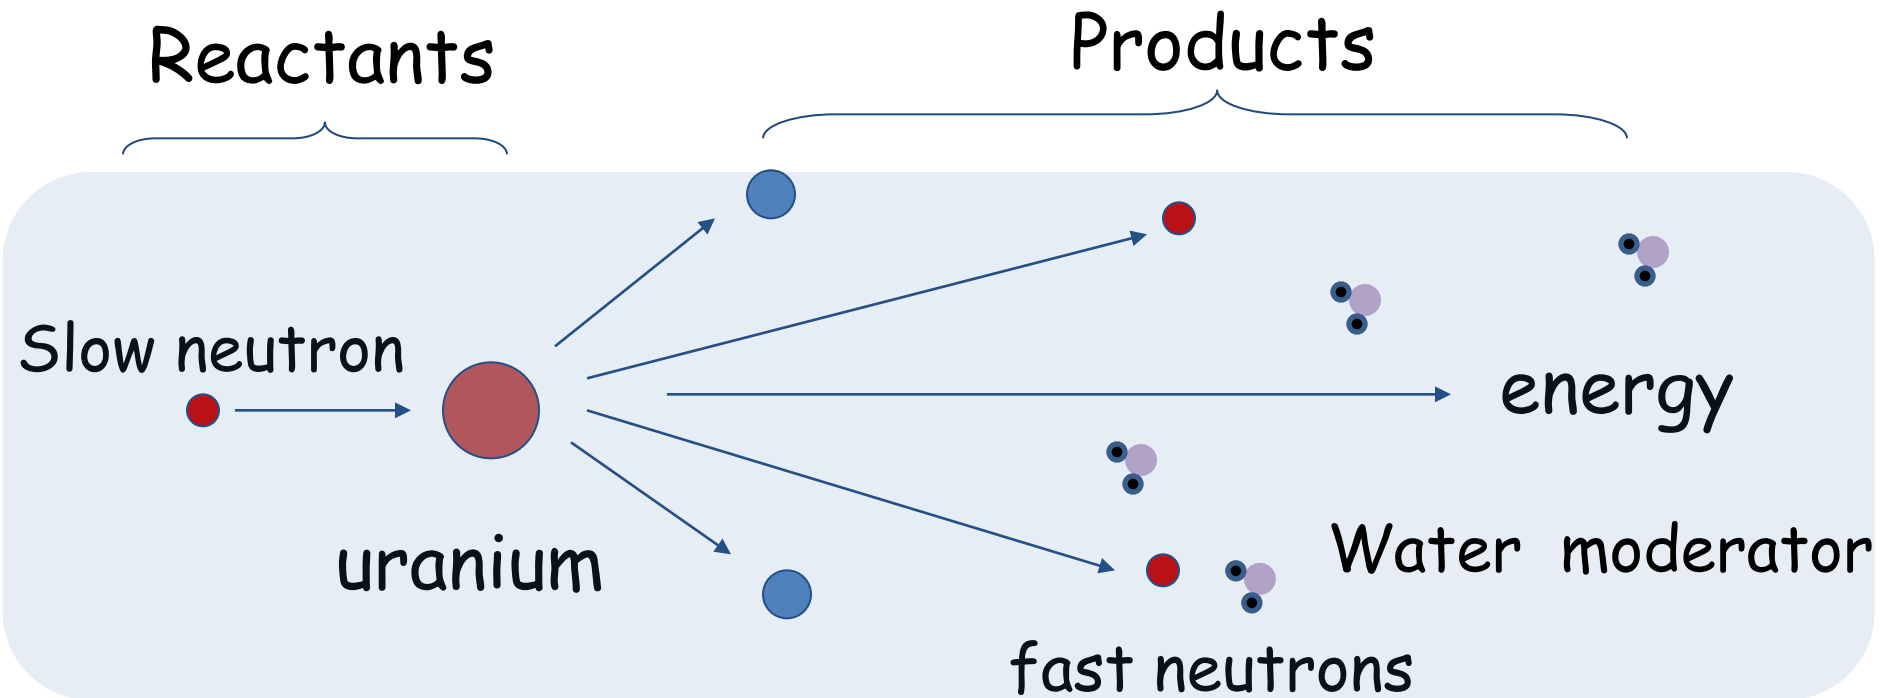 Reactants
Products
Slow neutron
energy
uranium
Water moderator
fast neutrons